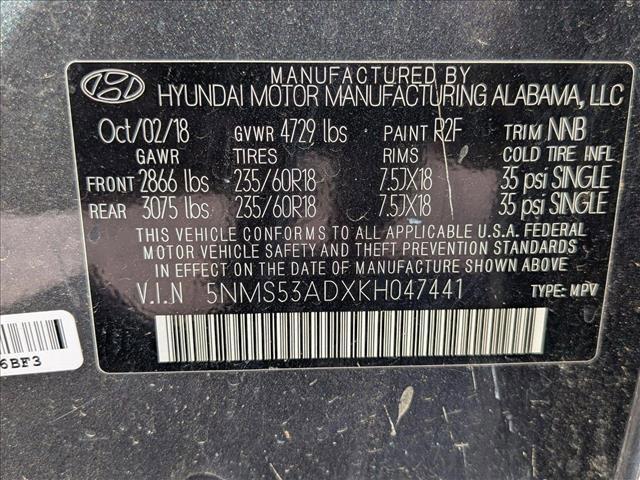 MANUFACTURED BY
HYUNDAI MOTOR MANUFACTURING ALABAMA, LLC
Oct/02/18 GVWR 4729 lbs PAINT R2F TRIM NNB
GAWR TIRES RIMS COLD TIRE INFL
FRONT 2866 lbs 235/60R18 7.5JX18 35 psi SINGLE
REAR 3075 lbs 235/60R18 7.5JX18 35 psi SINGLE
THIS VEHICLE CONFORMS TO ALL APPLICABLE U.S.A. FEDERAL
MOTOR VEHICLE SAFETY AND THEFT PREVENTION STANDARDS
IN EFFECT ON THE DATE OF MANUFACTURE SHOWN ABOVE
V.I.N 5NMS53ADXKH047441 TYPE: MPV
6BF3